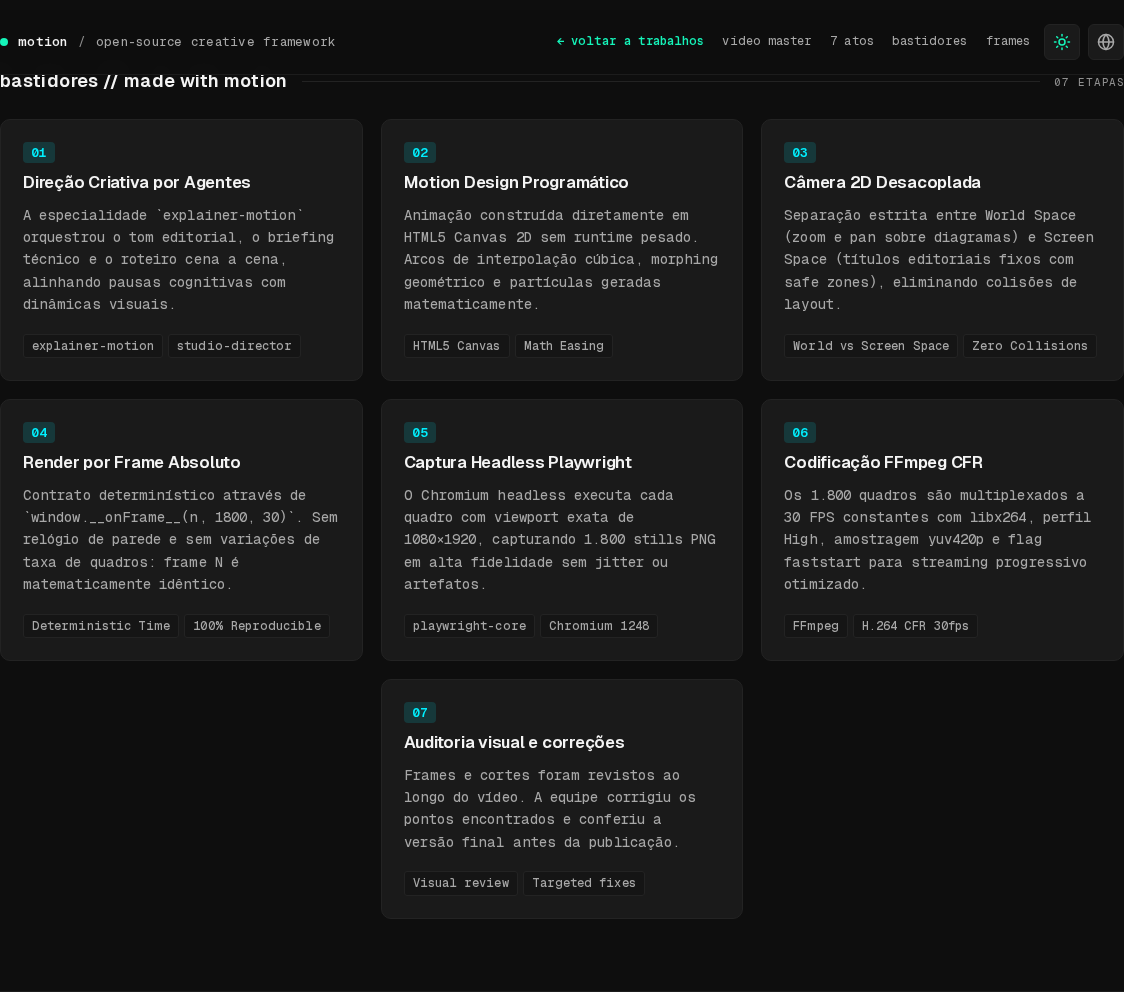 motion / open-source creative framework
← voltar a trabalhos vídeo master 7 atos bastidores frames
bastidores // made with motion
07 ETAPAS
01
Direção Criativa por Agentes
A especialidade `explainer-motion`
orquestrou o tom editorial, o briefing
técnico e o roteiro cena a cena,
alinhando pausas cognitivas com
dinâmicas visuais.
explainer-motion studio-director
02
Motion Design Programático
Animação construída diretamente em
HTML5 Canvas 2D sem runtime pesado.
Arcos de interpolação cúbica, morphing
geométrico e partículas geradas
matematicamente.
HTML5 Canvas Math Easing
03
Câmera 2D Desacoplada
Separação estrita entre World Space
(zoom e pan sobre diagramas) e Screen
Space (títulos editoriais fixos com
safe zones), eliminando colisões de
layout.
World vs Screen Space Zero Collisions
04
Render por Frame Absoluto
Contrato determinístico através de
`window.__onFrame__(n, 1800, 30)`. Sem
relógio de parede e sem variações de
taxa de quadros: frame N é
matematicamente idêntico.
Deterministic Time 100% Reproducible
05
Captura Headless Playwright
O Chromium headless executa cada
quadro com viewport exata de
1080×1920, capturando 1.800 stills PNG
em alta fidelidade sem jitter ou
artefatos.
playwright-core Chromium 1248
06
Codificação FFmpeg CFR
Os 1.800 quadros são multiplexados a
30 FPS constantes com libx264, perfil
High, amostragem yuv420p e flag
faststart para streaming progressivo
otimizado.
FFmpeg H.264 CFR 30fps
07
Auditoria visual e correções
Frames e cortes foram revistos ao
longo do vídeo. A equipe corrigiu os
pontos encontrados e conferiu a
versão final antes da publicação.
Visual review Targeted fixes